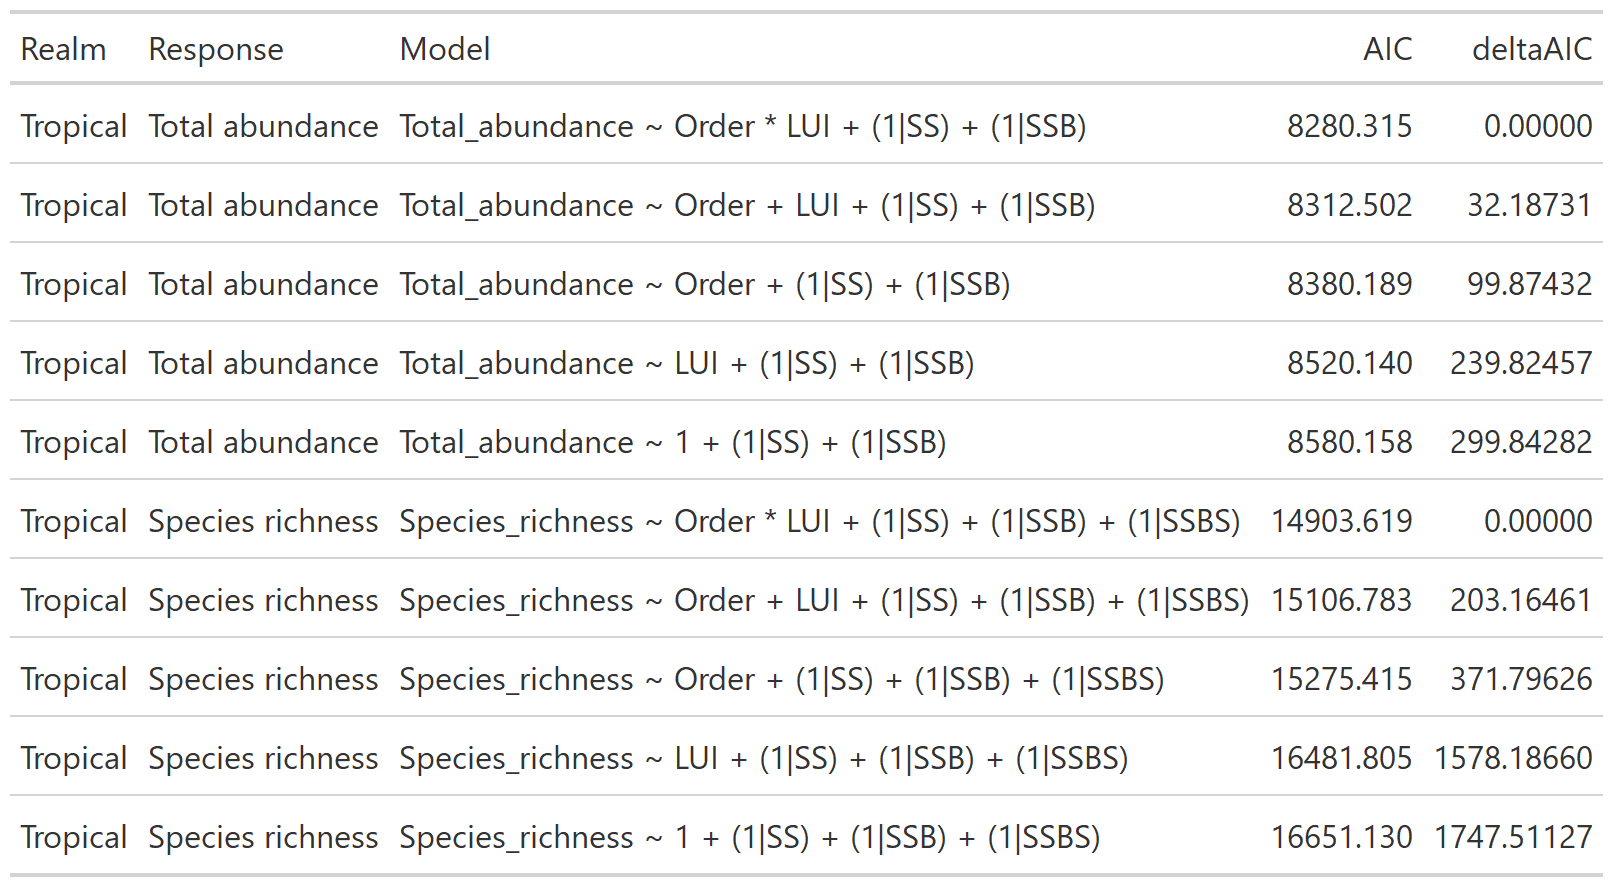 Realm Response Model AIC deltaAIC
Tropical Total abundance Total_abundance ~ Order * LUI + (1|SS) + (1|SSB) 8280.315 0.00000
Tropical Total abundance Total_abundance ~ Order + LUI + (1|SS) + (1|SSB) 8312.502 32.18731
Tropical Total abundance Total_abundance ~ Order + (1|SS) + (1|SSB) 8380.189 99.87432
Tropical Total abundance Total_abundance ~ LUI + (1|SS) + (1|SSB) 8520.140 239.82457
Tropical Total abundance Total_abundance ~ 1 + (1|SS) + (1|SSB) 8580.158 299.84282
Tropical Species richness Species_richness ~ Order * LUI + (1|SS) + (1|SSB) + (1|SSBS) 14903.619 0.00000
Tropical Species richness Species_richness ~ Order + LUI + (1|SS) + (1|SSB) + (1|SSBS) 15106.783 203.16461
Tropical Species richness Species_richness ~ Order + (1|SS) + (1|SSB) + (1|SSBS) 15275.415 371.79626
Tropical Species richness Species_richness ~ LUI + (1|SS) + (1|SSB) + (1|SSBS) 16481.805 1578.18660
Tropical Species richness Species_richness ~ 1 + (1|SS) + (1|SSB) + (1|SSBS) 16651.130 1747.51127